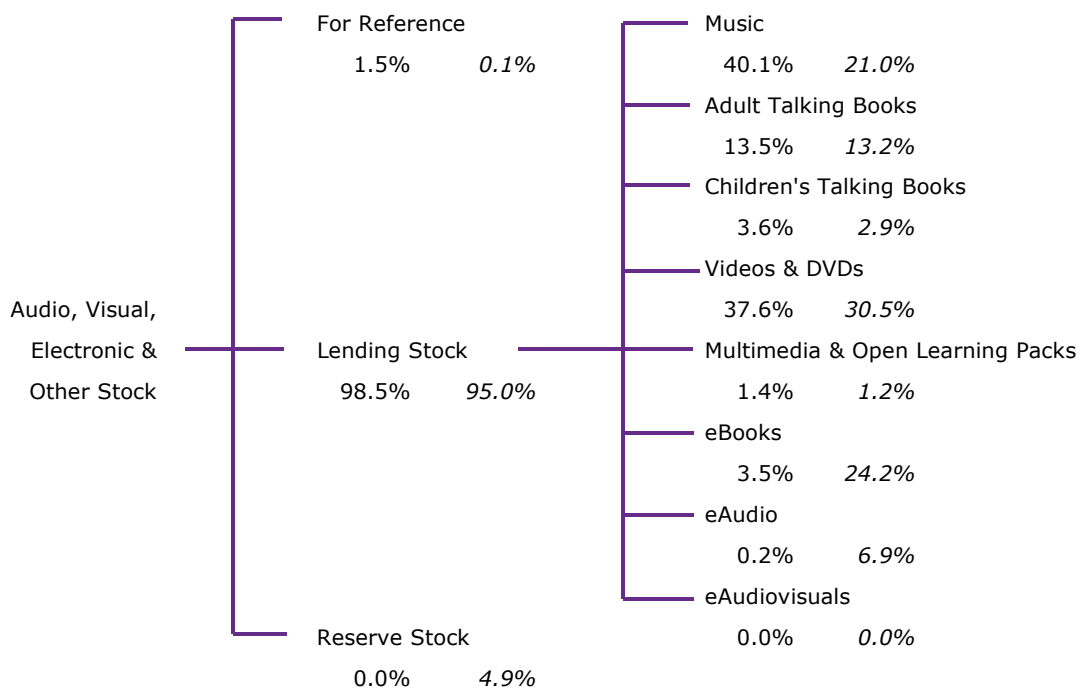 Audio, Visual,
Electronic &
Other Stock
For Reference
1.5% 0.1%
Lending Stock
98.5% 95.0%
Reserve Stock
0.0% 4.9%
Music
40.1% 21.0%
Adult Talking Books
13.5% 13.2%
Children's Talking Books
3.6% 2.9%
Videos & DVDs
37.6% 30.5%
Multimedia & Open Learning Packs
1.4% 1.2%
eBooks
3.5% 24.2%
eAudio
0.2% 6.9%
eAudiovisuals
0.0% 0.0%